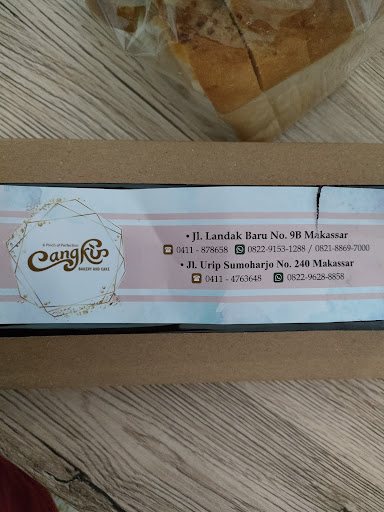 A Point of Perfection
Cangkir
BAKERY AND CAKE
• Jl. Landak Baru No. 9B Makassar
0411 - 878658 0822-9153-1288 / 0821-8869-7000
• Jl. Urip Sumoharjo No. 240 Makassar
0411 - 4763648 0822-9628-8858